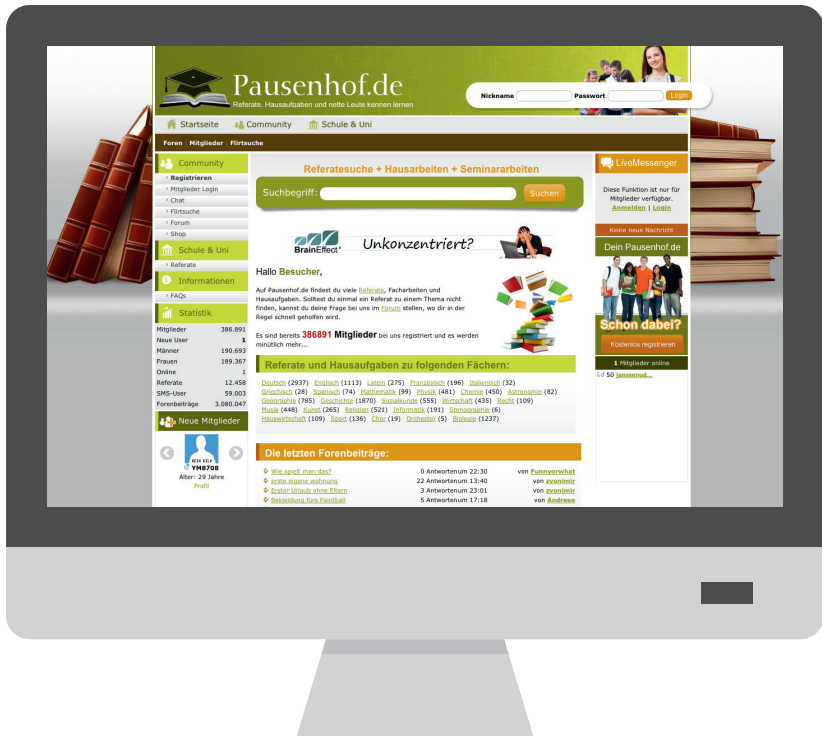 Pausenhof.de
Referate, Hausaufgaben und nette Leute kennen lernen
Nickname Passwort Login
Startseite Community Schule & Uni
Foren | Mitglieder | Flirtsuche
Community
Registrieren
Mitglieder Login
Chat
Flirtsuche
Forum
Shop
Schule & Uni
Referate
Informationen
FAQs
Statistik
Mitglieder 386.891
Neue User 1
Männer 190.693
Frauen 189.367
Online 1
Referate 12.458
SMS-User 59.003
Forenbeiträge 3.080.047
Neue Mitglieder
KEIN BILD
YM8708
Alter: 29 Jahre
Profil
Referatesuche + Hausarbeiten + Seminararbeiten
Suchbegriff: Suchen
BrainEffect Unkonzentriert?
Hallo Besucher,
Auf Pausenhof.de findest du viele Referate, Facharbeiten und
Hausaufgaben. Solltest du einmal ein Referat zu einem Thema nicht
finden, kannst du deine Frage bei uns im Forum stellen, wo dir in der
Regel schnell geholfen wird.
Es sind bereits 386891 Mitglieder bei uns registriert und es werden
minütlich mehr...
Referate und Hausaufgaben zu folgenden Fächern:
Deutsch (2937) Englisch (1113) Latein (275) Französisch (196) Italienisch (32)
Griechisch (28) Spanisch (74) Mathematik (99) Physik (481) Chemie (450) Astronomie (82)
Geographie (785) Geschichte (1870) Sozialkunde (555) Wirtschaft (435) Recht (109)
Musik (448) Kunst (265) Religion (521) Informatik (191) Stenographie (6)
Hauswirtschaft (109) Sport (136) Chor (19) Orchester (5) Biologie (1237)
Die letzten Forenbeiträge:
Wie spielt man das? 0 Antworten um 22:30 von Funnyorwhat
erste eigene wohnung 22 Antworten um 13:40 von zvonimir
Erster Urlaub ohne Eltern 3 Antworten um 23:01 von zvonimir
Bekleidung fürs Paintball 5 Antworten um 17:18 von Andreee
LiveMessenger
Diese Funktion ist nur für
Mitglieder verfügbar.
Anmelden | Login
Keine neue Nachricht
Dein Pausenhof.de
Schon dabei?
Kostenlos registrieren
1 Mitglieder online
50 janssenud...